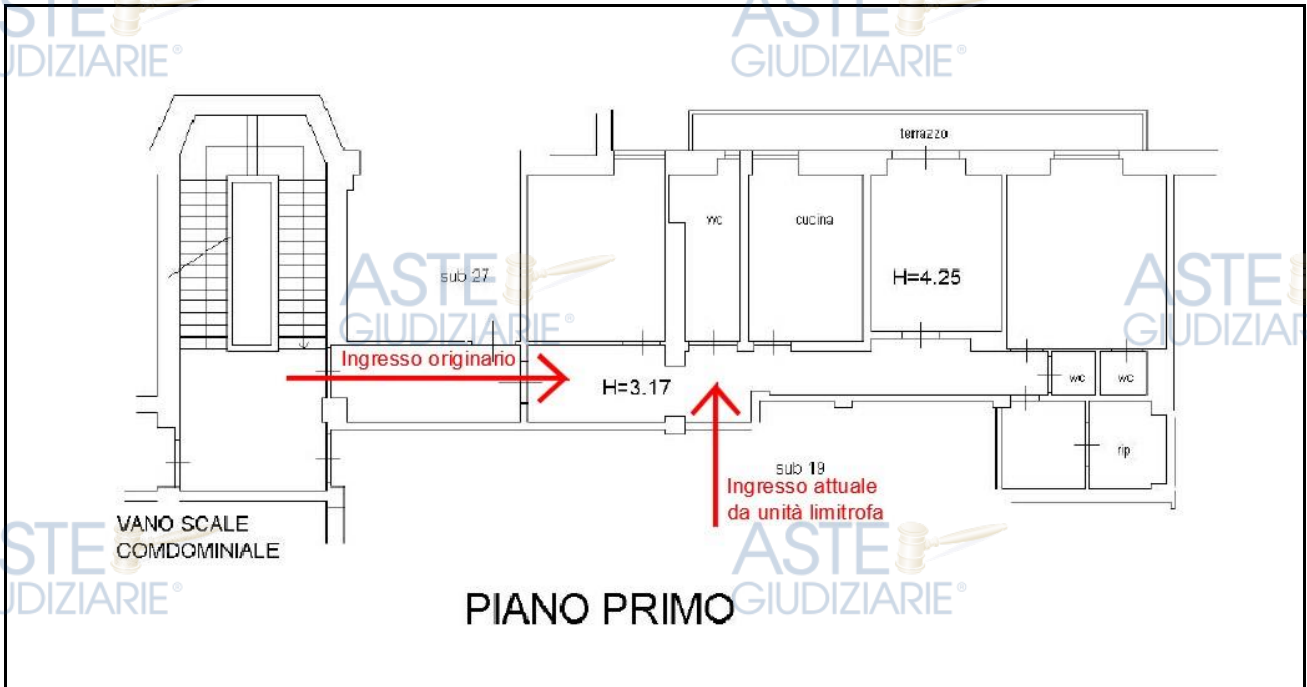 ASTE
GIUDIZIARIE®
ASTE
GIUDIZIARIE®
terrazzo
wc
cucina
sub 27
H=4.25
ASTE
GIUDIZIARIE®
ASTE
GIUDIZIARIE
Ingresso originario
H=3.17
wc
wc
rip
sub 19
Ingresso attuale
da unità limitrofa
VANO SCALE
COMDOMINIALE
ASTE
GIUDIZIARIE®
ASTE
GIUDIZIARIE®
PIANO PRIMO